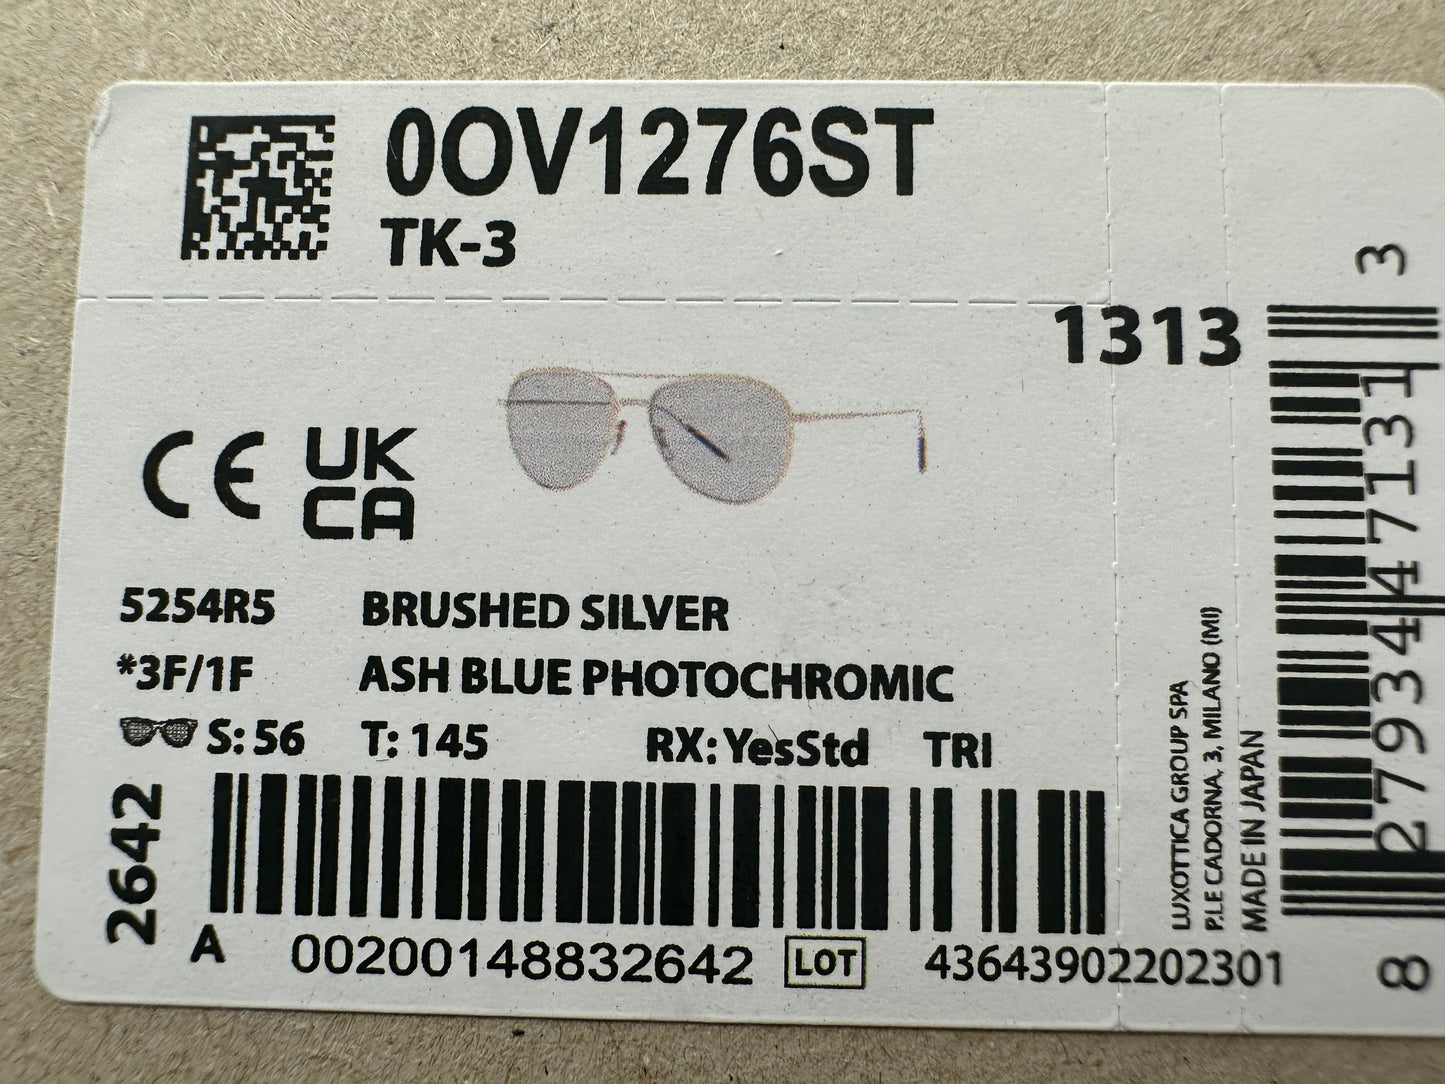 0OV1276ST
TK-3
1313
CE UK CA
5254R5 BRUSHED SILVER
*3F/1F ASH BLUE PHOTOCHROMIC
S: 56 T: 145 RX: YesStd TRI
2642
A 00200148832642 LOT 43643902202301
LUXOTTICA GROUP SPA
P.LE CADORNA, 3, MILANO (MI)
MADE IN JAPAN
8 279344 47131 3